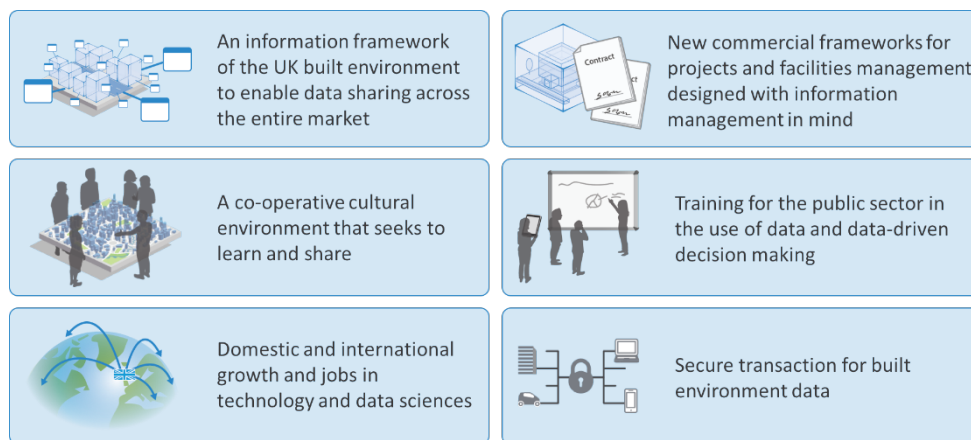 An information framework
of the UK built environment
to enable data sharing across
the entire market
Contract
New commercial frameworks for
projects and facilities management
designed with information
management in mind
A co-operative cultural
environment that seeks to
learn and share
Training for the public sector in
the use of data and data-driven
decision making
Domestic and international
growth and jobs in
technology and data sciences
Secure transaction for built
environment data